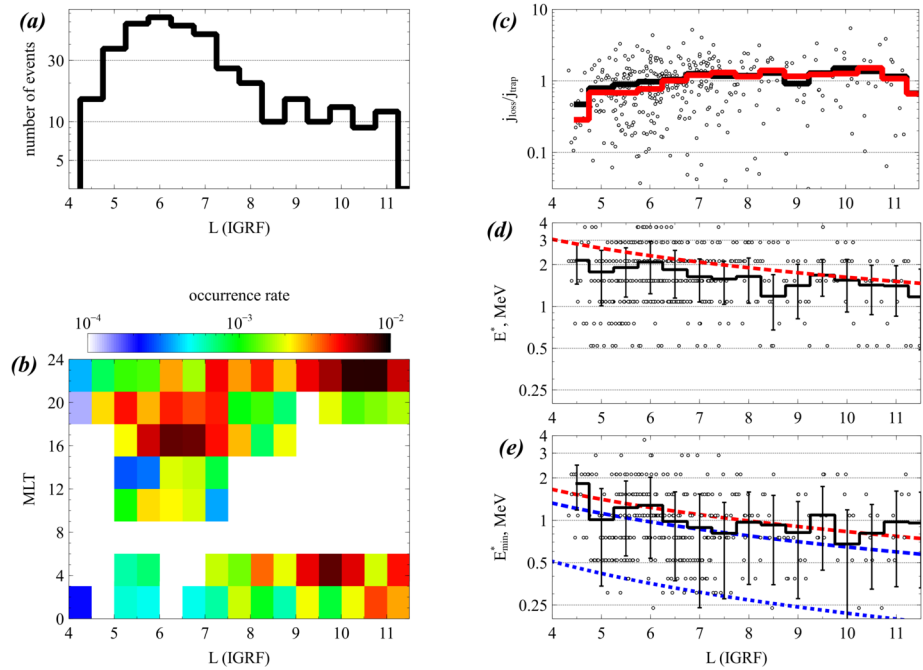 (a)
number of events
30
10
5
4 5 6 7 8 9 10 11
L (IGRF)
occurrence rate
10⁻⁴ 10⁻³ 10⁻²
(b)
MLT
24
20
16
12
8
4
0
4 5 6 7 8 9 10 11
L (IGRF)
(c)
j_loss/j_trap
10
1
0.1
4 5 6 7 8 9 10 11
L (IGRF)
(d)
E*, MeV
4
3
2
1
0.5
0.25
4 5 6 7 8 9 10 11
(e)
E*_min, MeV
4
3
2
1
0.5
0.25
4 5 6 7 8 9 10 11
L (IGRF)